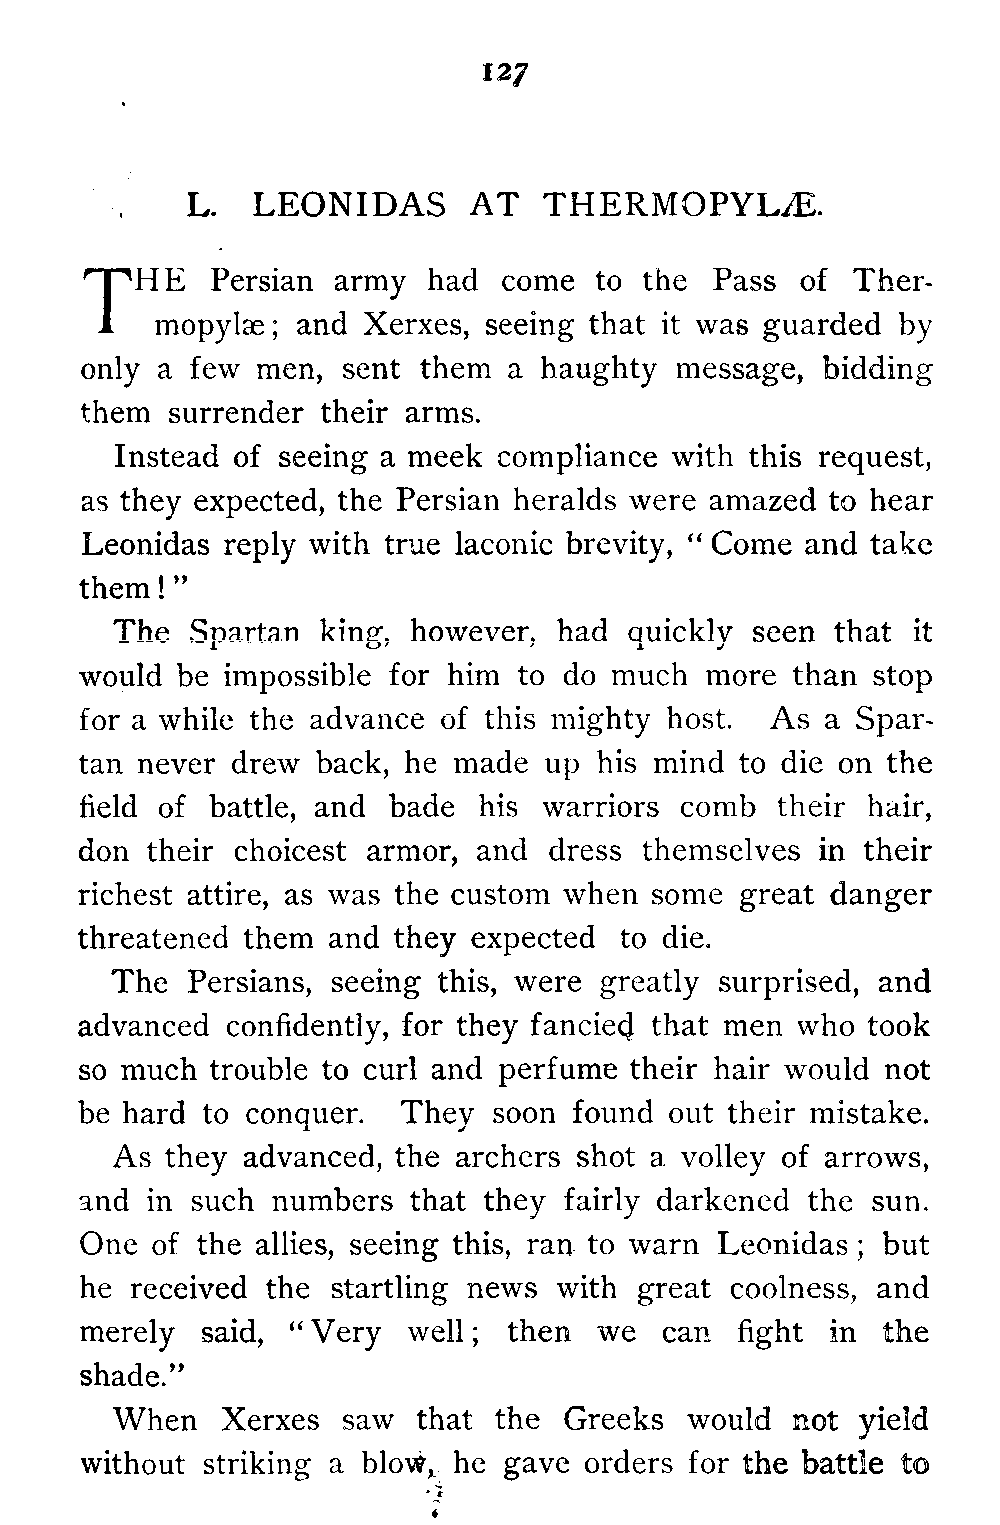 127
L. LEONIDAS AT THERMOPYLÆ.
THE Persian army had come to the Pass of Ther-
mopylæ; and Xerxes, seeing that it was guarded by
only a few men, sent them a haughty message, bidding
them surrender their arms.
Instead of seeing a meek compliance with this request,
as they expected, the Persian heralds were amazed to hear
Leonidas reply with true laconic brevity, “Come and take
them!”
The Spartan king, however, had quickly seen that it
would be impossible for him to do much more than stop
for a while the advance of this mighty host. As a Spar-
tan never drew back, he made up his mind to die on the
field of battle, and bade his warriors comb their hair,
don their choicest armor, and dress themselves in their
richest attire, as was the custom when some great danger
threatened them and they expected to die.
The Persians, seeing this, were greatly surprised, and
advanced confidently, for they fancied that men who took
so much trouble to curl and perfume their hair would not
be hard to conquer. They soon found out their mistake.
As they advanced, the archers shot a volley of arrows,
and in such numbers that they fairly darkened the sun.
One of the allies, seeing this, ran to warn Leonidas; but
he received the startling news with great coolness, and
merely said, “Very well; then we can fight in the
shade.”
When Xerxes saw that the Greeks would not yield
without striking a blow, he gave orders for the battle to